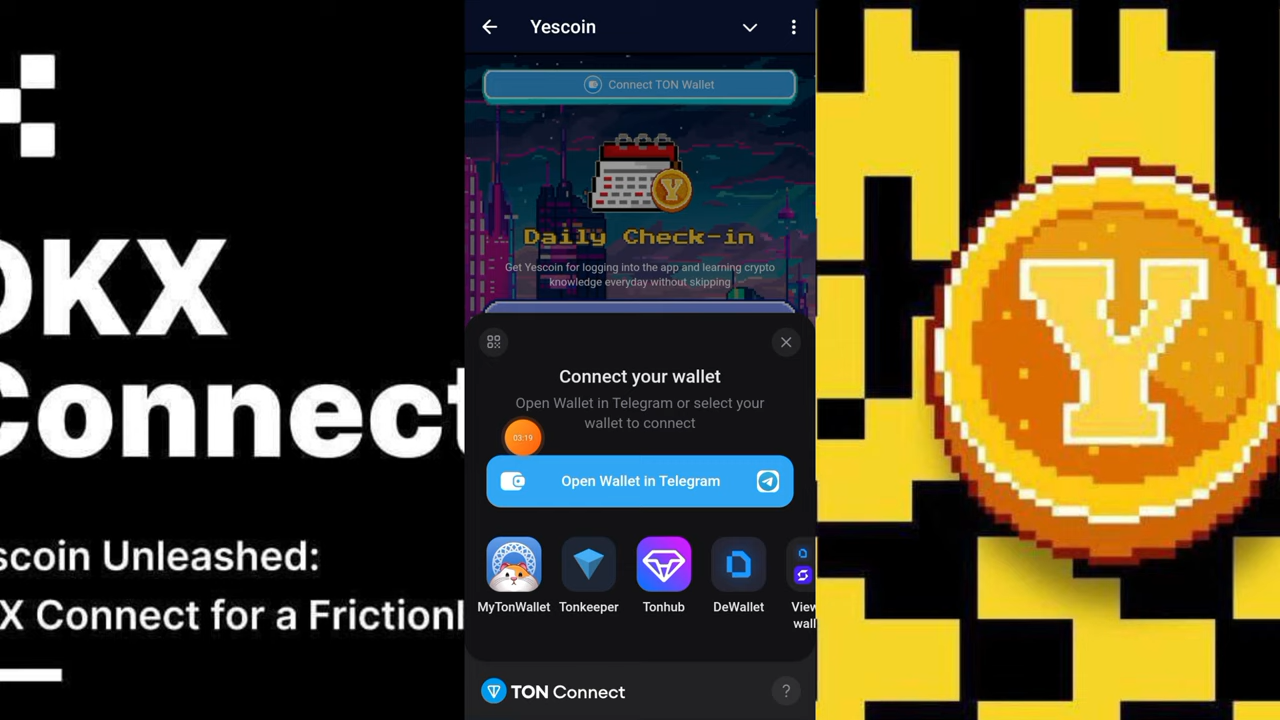 OKX
Connect
scoin Unleashed:
X Connect for a Frictionl
Yescoin
Connect TON Wallet
Y
Daily Check-in
Get Yescoin for logging into the app and learning crypto
knowledge everyday without skipping
Connect your wallet
Open Wallet in Telegram or select your
wallet to connect
03:19
Open Wallet in Telegram
MyTonWallet
Tonkeeper
Tonhub
DeWallet
View
wall
TON Connect
?
Y